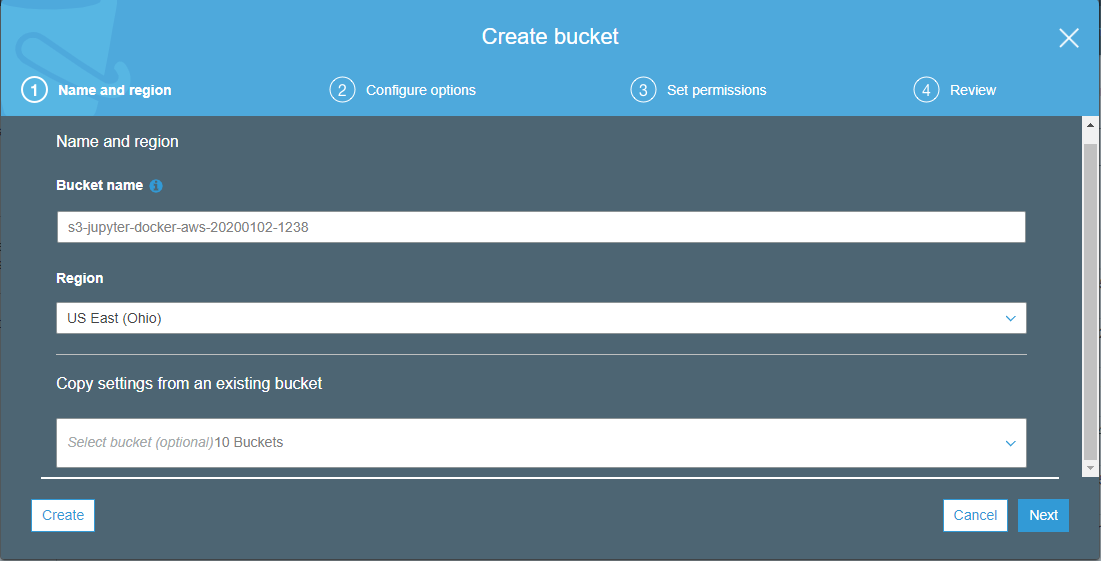 Create bucket
1 Name and region
2 Configure options
3 Set permissions
4 Review
Name and region
Bucket name
s3-jupyter-docker-aws-20200102-1238
Region
US East (Ohio)
Copy settings from an existing bucket
Select bucket (optional)10 Buckets
Create
Cancel
Next